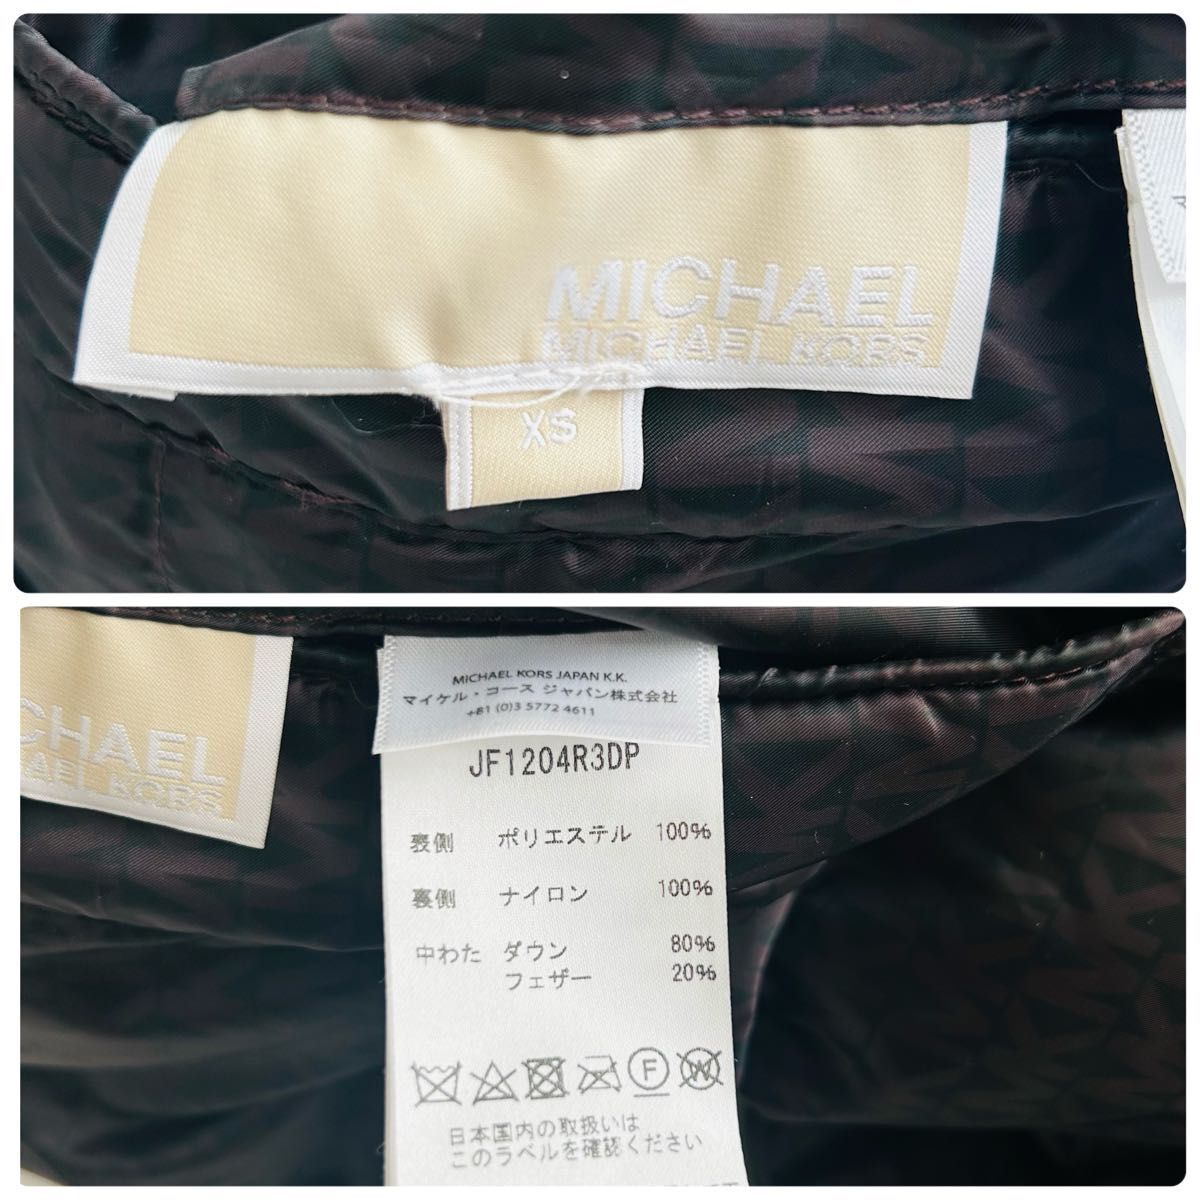 MICHAEL
MICHAEL KORS
XS
CHAEL
AEL KORS
MICHAEL KORS JAPAN K.K.
マイケル・コース ジャパン株式会社
+81 (0)3 5772 4611
JF1204R3DP
表側 ポリエステル 100%
裏側 ナイロン 100%
中わた ダウン 80%
フェザー 20%
F
W
日本国内の取扱いは
このラベルを確認ください